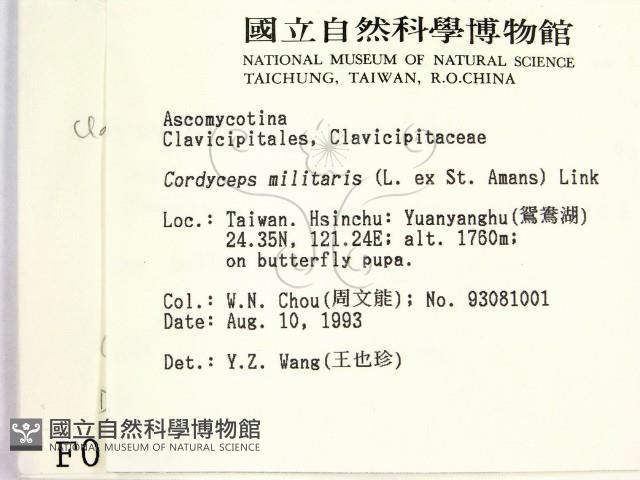 國立自然科學博物館
NATIONAL MUSEUM OF NATURAL SCIENCE
TAICHUNG, TAIWAN, R.O.CHINA
Ascomycotina
Clavicipitales, Clavicipitaceae
Cordyceps militaris (L. ex St. Amans) Link
Loc.: Taiwan. Hsinchu: Yuanyanghu(鴛鴦湖)
24.35N, 121.24E; alt. 1760m;
on butterfly pupa.
Col.: W.N. Chou(周文能); No. 93081001
Date: Aug. 10, 1993
Det.: Y.Z. Wang(王也珍)
國立自然科學博物館
NATIONAL MUSEUM OF NATURAL SCIENCE
F0